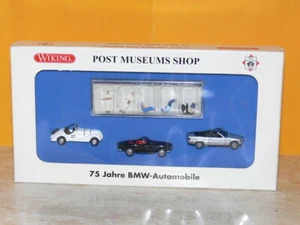 WIKING
POST MUSEUMS SHOP
75 Jahre BMW-Automobile